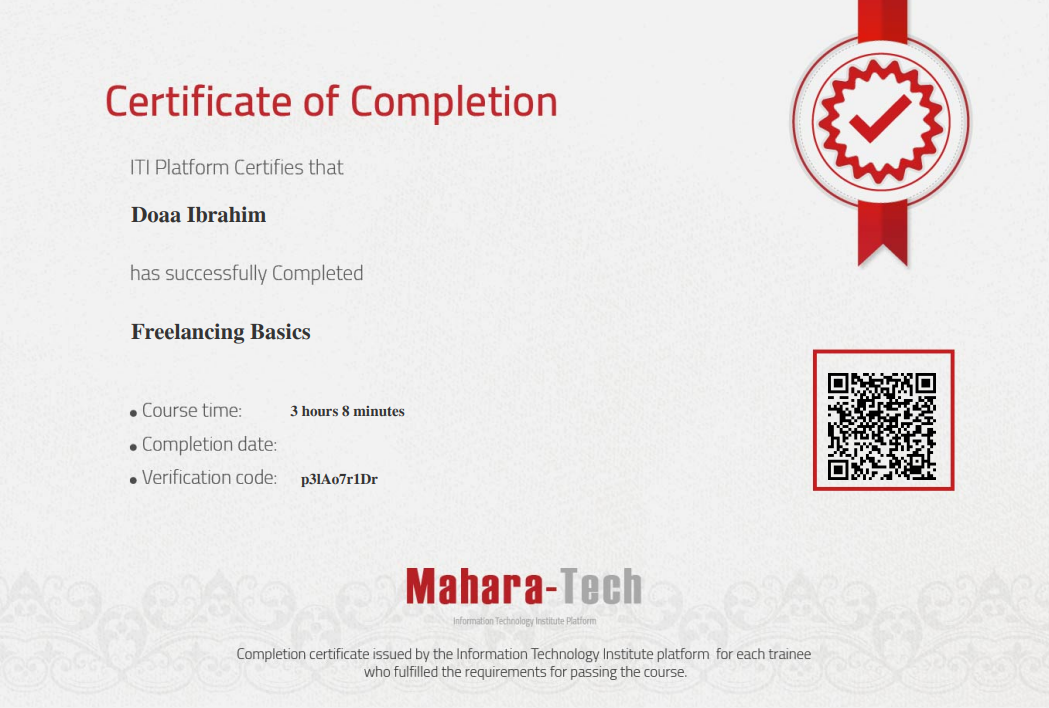 Certificate of Completion
ITI Platform Certifies that
Doaa Ibrahim
has successfully Completed
Freelancing Basics
• Course time: 3 hours 8 minutes
• Completion date:
• Verification code: p3lAo7r1Dr
Mahara-Tech
Information Technology Institute Platform
Completion certificate issued by the Information Technology Institute platform for each trainee
who fulfilled the requirements for passing the course.